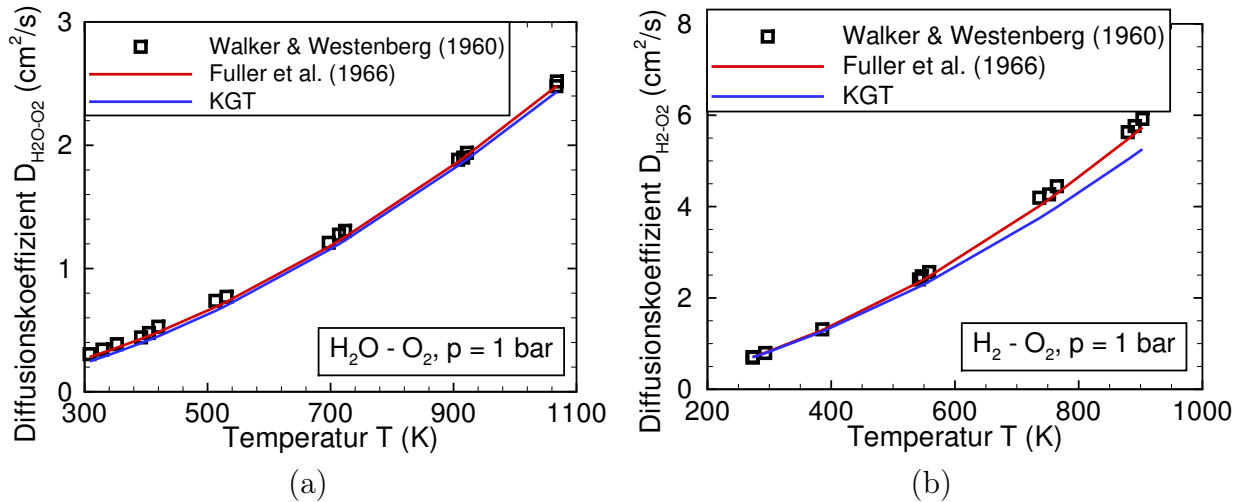 Diffusionskoeffizient D_H2O-O2 (cm²/s)
3
2
1
0
Walker & Westenberg (1960)
Fuller et al. (1966)
KGT
H₂O - O₂, p = 1 bar
300 500 700 900 1100
Temperatur T (K)
(a)
Diffusionskoeffizient D_H2-O2 (cm²/s)
8
6
4
2
0
Walker & Westenberg (1960)
Fuller et al. (1966)
KGT
H₂ - O₂, p = 1 bar
200 400 600 800 1000
Temperatur T (K)
(b)